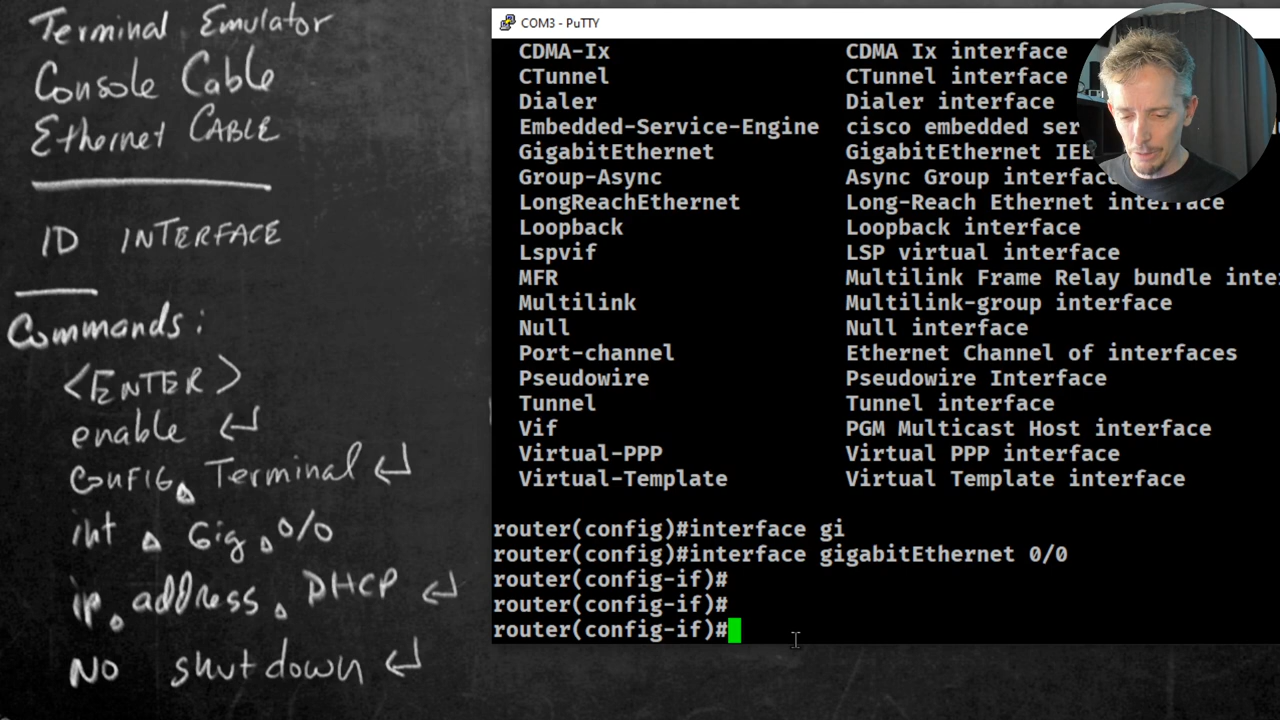 Terminal Emulator
Console Cable
Ethernet CABLE
ID INTERFACE
Commands:
<ENTER>
enable ↵
CONFIG▵Terminal ↵
int ▵ Gig ▵ 0/0
ip▵address▵DHCP ↵
NO shutdown ↵
COM3 - PuTTY
CDMA-Ix CDMA Ix interface
CTunnel CTunnel interface
Dialer Dialer interface
Embedded-Service-Engine cisco embedded ser
GigabitEthernet GigabitEthernet IEE
Group-Async Async Group interfac
LongReachEthernet Long-Reach Ethernet interface
Loopback Loopback interface
Lspvif LSP virtual interface
MFR Multilink Frame Relay bundle inte
Multilink Multilink-group interface
Null Null interface
Port-channel Ethernet Channel of interfaces
Pseudowire Pseudowire Interface
Tunnel Tunnel interface
Vif PGM Multicast Host interface
Virtual-PPP Virtual PPP interface
Virtual-Template Virtual Template interface
router(config)#interface gi
router(config)#interface gigabitEthernet 0/0
router(config-if)#
router(config-if)#
router(config-if)#